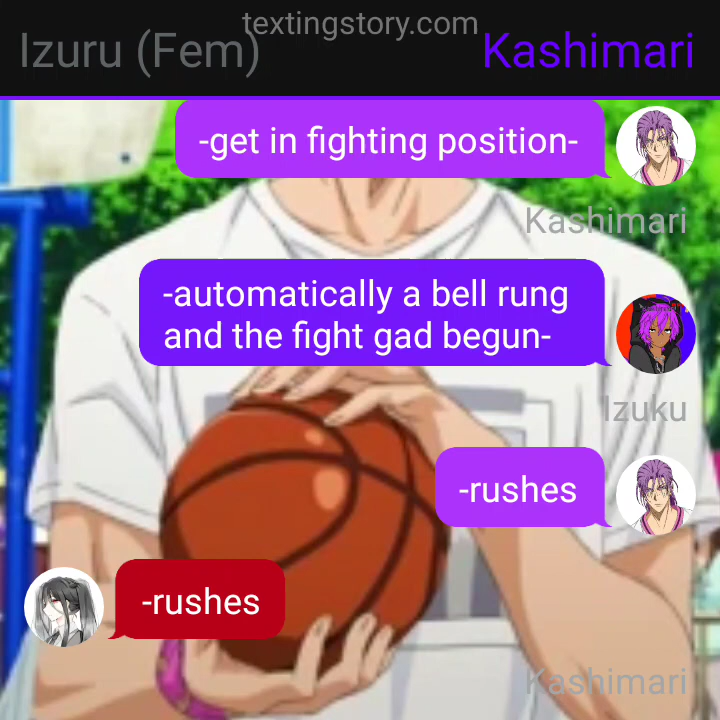 textingstory.com
Izuru (Fem)
Kashimari
-get in fighting position-
Kashimari
-automatically a bell rung
and the fight gad begun-
Izuku
-rushes
-rushes
Kashimari